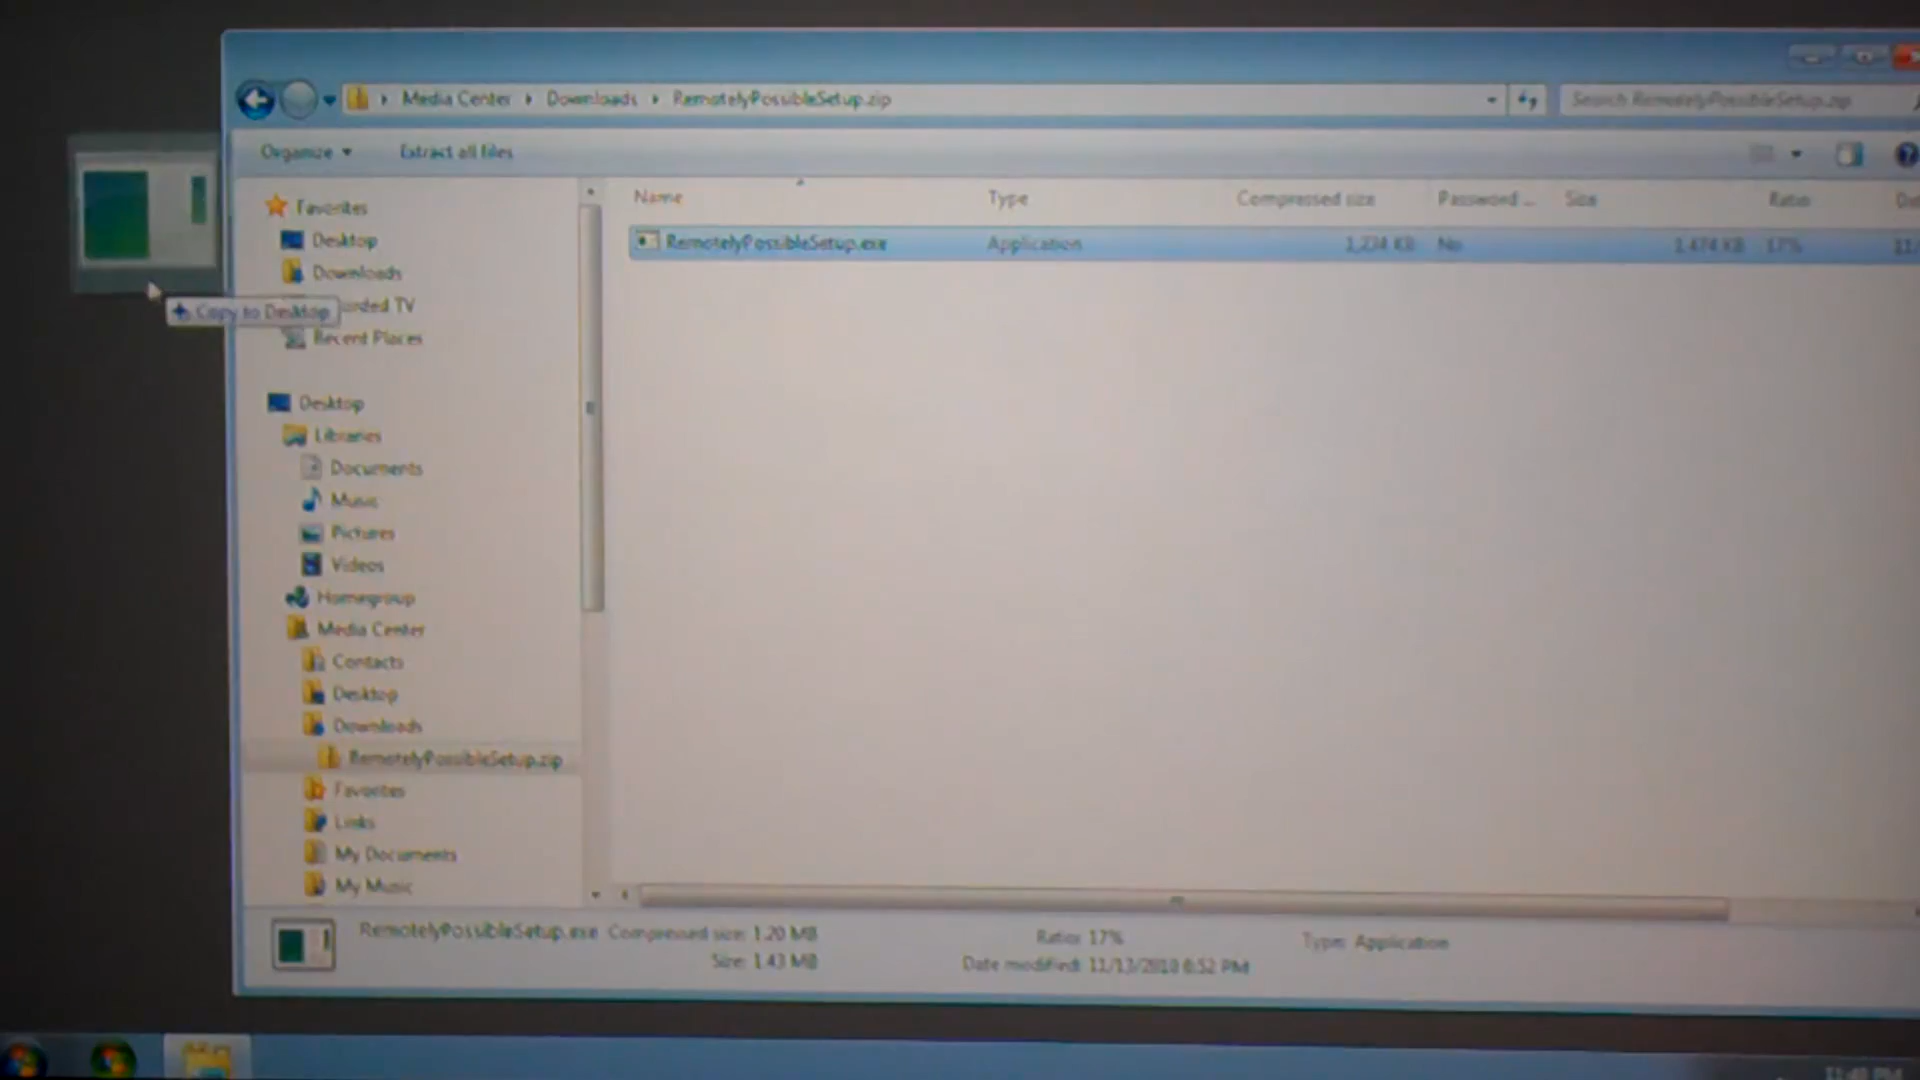 Media Center Downloads RemotelyPossibleSetup.zip
Search RemotelyPossibleSetup.zip
Organize Extract all files
Name Type Compressed size Password ... Size Ratio
RemotelyPossibleSetup.exe Application 1,234 KB No 1,474 KB 17%
Favorites
Desktop
Downloads
Copy to Desktop
orded TV
Recent Places
Desktop
Libraries
Documents
Music
Pictures
Videos
Homegroup
Media Center
Contacts
Desktop
Downloads
RemotelyPossibleSetup.zip
Favorites
Links
My Documents
My Music
RemotelyPossibleSetup.exe Compressed size: 1.20 MB Ratio: 17% Type: Application
Size: 1.43 MB Date modified: 11/13/2010 8:52 PM